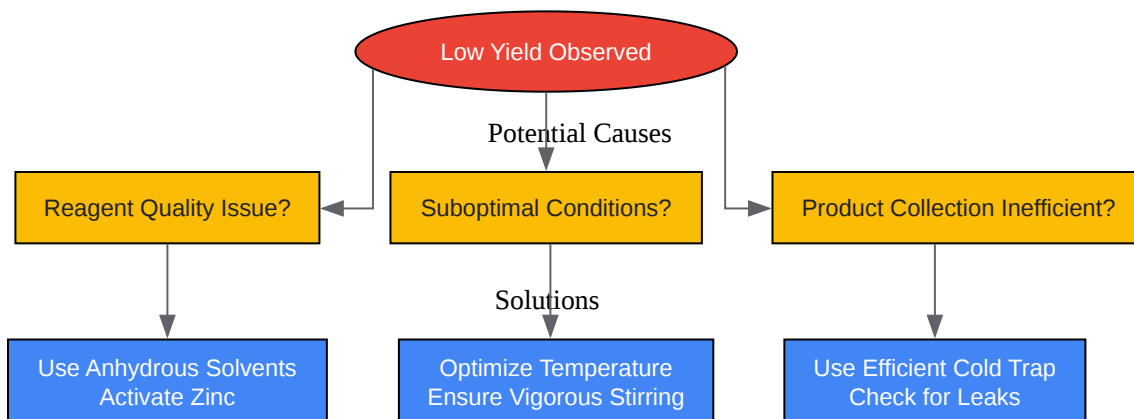 Low Yield Observed
Potential Causes
Reagent Quality Issue?
Suboptimal Conditions?
Product Collection Inefficient?
Solutions
Use Anhydrous Solvents
Activate Zinc
Optimize Temperature
Ensure Vigorous Stirring
Use Efficient Cold Trap
Check for Leaks